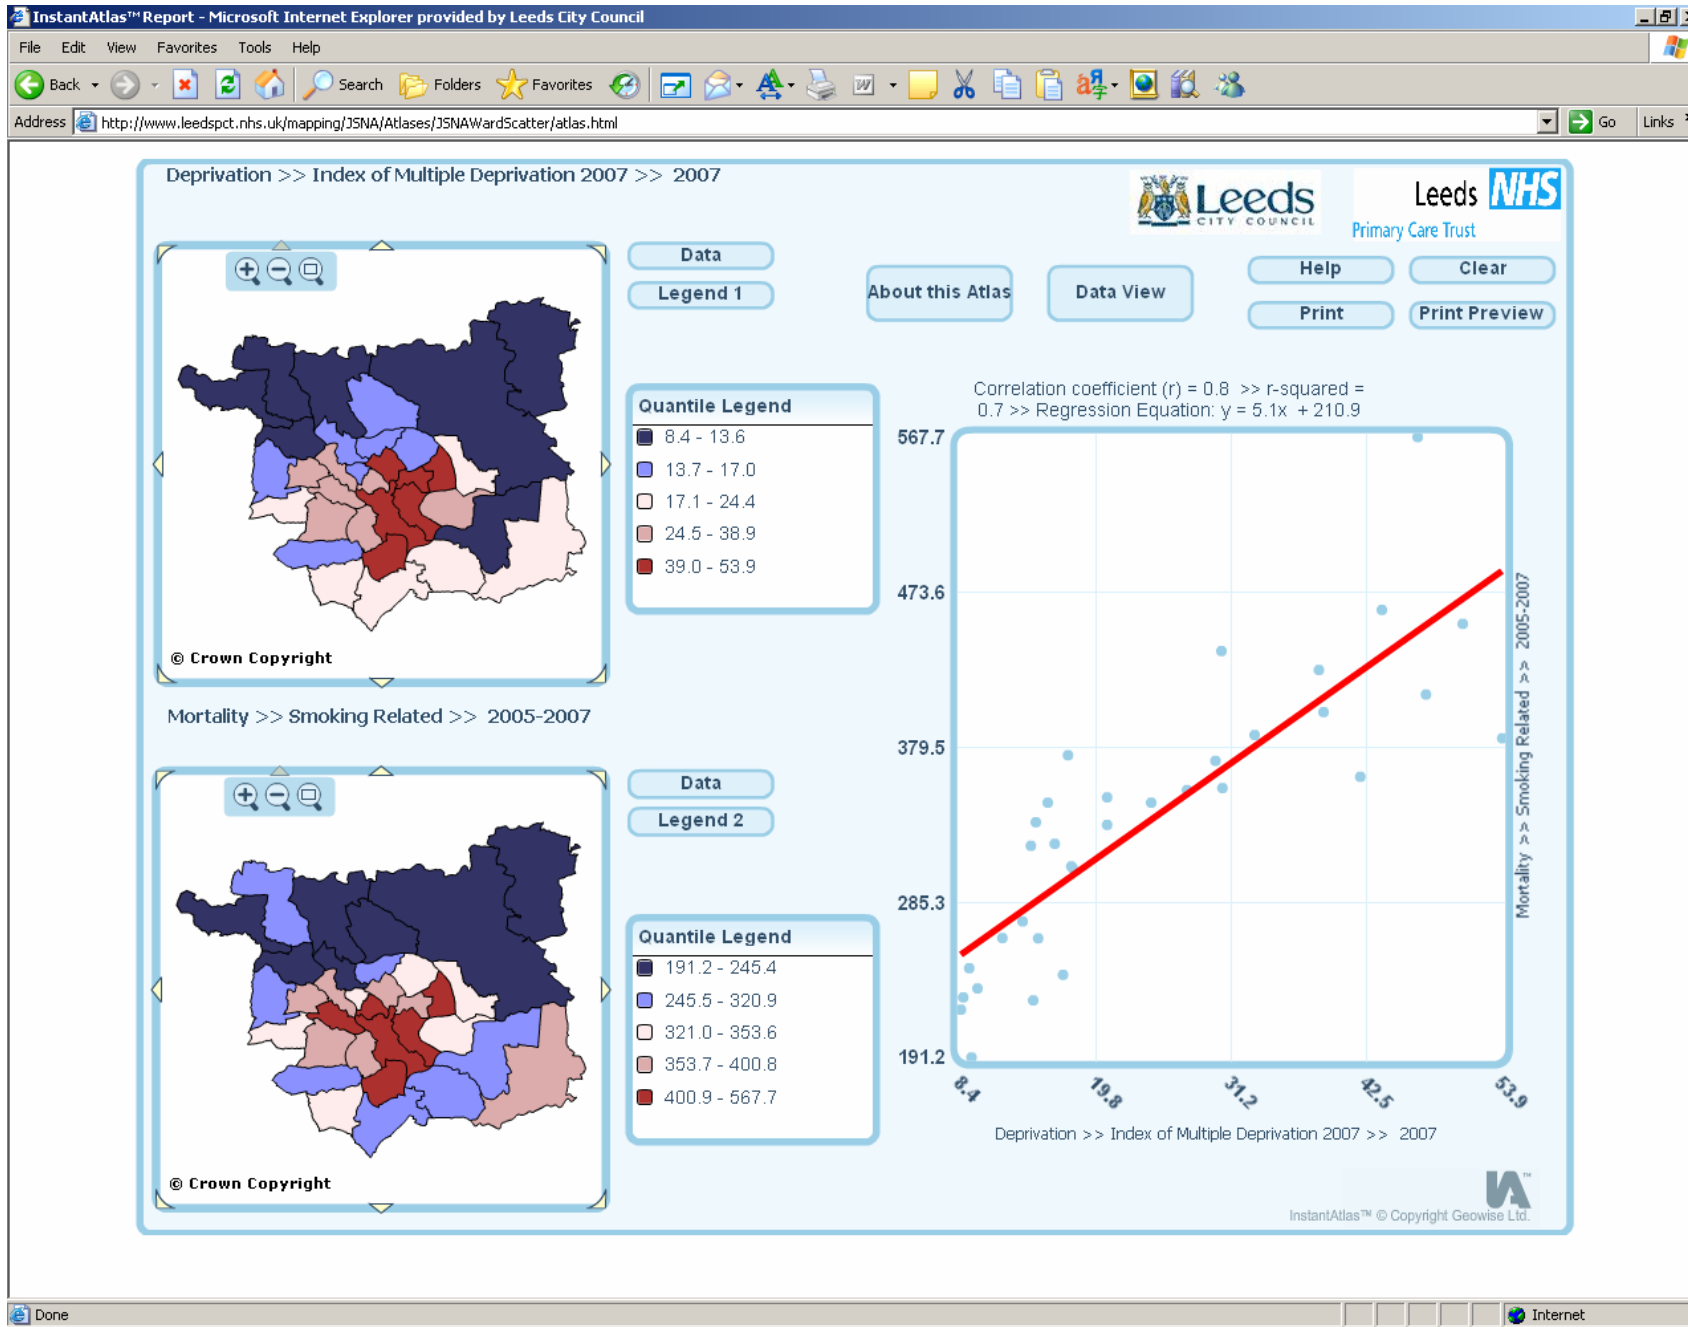 InstantAtlas™ Report - Microsoft Internet Explorer provided by Leeds City Council
File Edit View Favorites Tools Help
Back Search Folders Favorites
Address http://www.leedspct.nhs.uk/mapping/JSNA/Atlases/JSNAWardScatter/atlas.html Go Links
Deprivation >> Index of Multiple Deprivation 2007 >> 2007
Leeds
CITY COUNCIL
Leeds NHS
Primary Care Trust
Data
Legend 1
About this Atlas
Data View
Help
Clear
Print
Print Preview
Quantile Legend
8.4 - 13.6
13.7 - 17.0
17.1 - 24.4
24.5 - 38.9
39.0 - 53.9
© Crown Copyright
Mortality >> Smoking Related >> 2005-2007
Data
Legend 2
Quantile Legend
191.2 - 245.4
245.5 - 320.9
321.0 - 353.6
353.7 - 400.8
400.9 - 567.7
© Crown Copyright
Correlation coefficient (r) = 0.8 >> r-squared =
0.7 >> Regression Equation: y = 5.1x + 210.9
567.7
473.6
379.5
285.3
191.2
8.4
19.8
31.2
42.5
53.9
Deprivation >> Index of Multiple Deprivation 2007 >> 2007
Mortality >> Smoking Related >> 2005-2007
IA™
InstantAtlas™ © Copyright Geowise Ltd.
Done
Internet